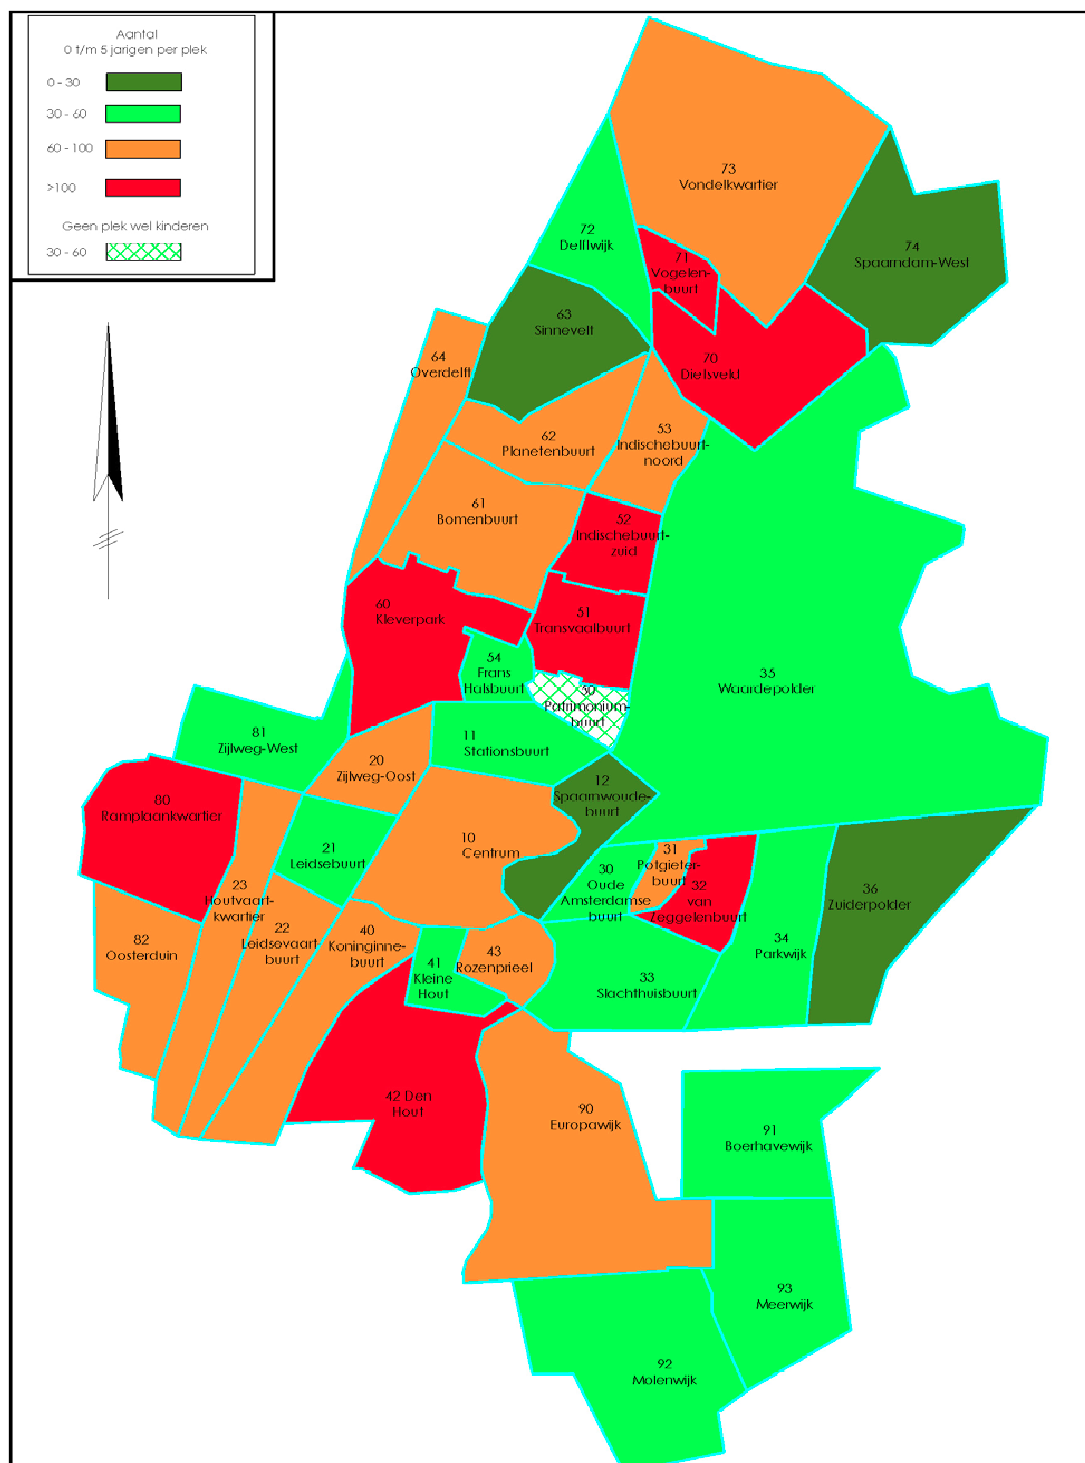 Aantal
0 t/m 5 jarigen per plek
0 - 30
30 - 60
60 - 100
>100
Geen plek wel kinderen
30 - 60
73
Vondelkwartier
72
Delftwijk
74
Spaarndam-West
71
Vogelen-
buurt
63
Sinnevelt
70
Dietsveld
64
Overdelft
62
Planetenbuurt
53
Indischebuurt-
noord
61
Bomenbuurt
52
Indischebuurt-
zuid
60
Kleverpark
51
Transvaalbuurt
54
Frans
Halsbuurt
35
Waardepolder
50
Patrimonium-
buurt
81
Zijlweg-West
11
Stationsbuurt
20
Zijlweg-Oost
12
Spaarnwoude-
buurt
80
Ramplaankwartier
10
Centrum
21
Leidsebuurt
31
Potgieter-
buurt
30
Oude
Amsterdamse
buurt
32
van
Zeggelenbuurt
36
Zuiderpolder
23
Houtvaart-
kwartier
22
Leidsevaart-
buurt
40
Koninginne-
buurt
82
Oosterduin
43
Rozenprieel
41
Kleine
Hout
34
Parkwijk
33
Slachthuisbuurt
42 Den
Hout
90
Europawijk
91
Boerhavewijk
93
Meerwijk
92
Molenwijk